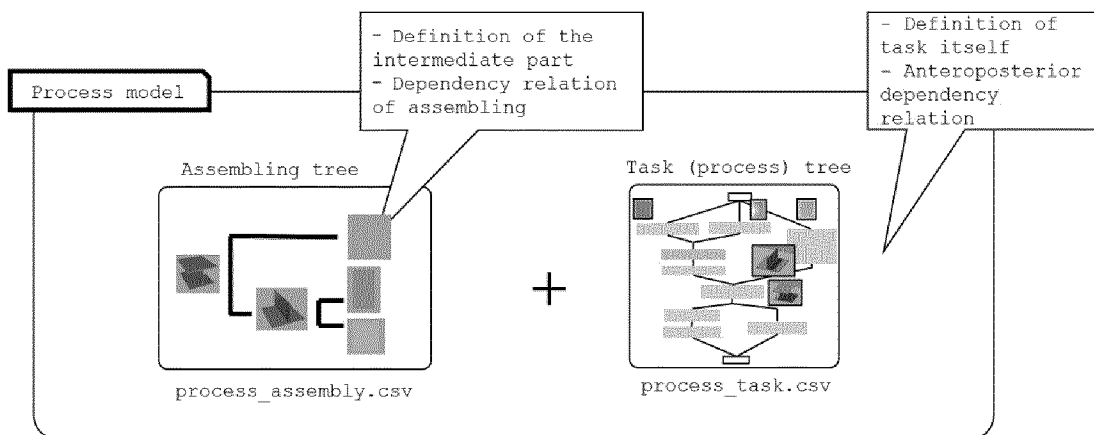 - Definition of the
intermediate part
- Dependency relation
of assembling
- Definition of
task itself
- Anteroposterior
dependency
relation
Process model
Assembling tree
Task (process) tree
+
process_assembly.csv
process_task.csv